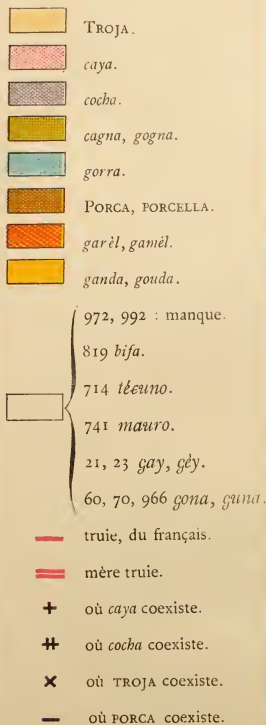 TROJA.
caya.
cocha.
cagna, gogna.
gorra.
PORCA, PORCELLA.
garèl, gamèl.
ganda, gouda.
972, 992 : manque.
819 bifa.
714 téєuno.
741 mauro.
21, 23 gay, géy.
60, 70, 966 gona, guna.
truie, du français.
mère truie.
où caya coexiste.
où cocha coexiste.
où TROJA coexiste.
où PORCA coexiste.